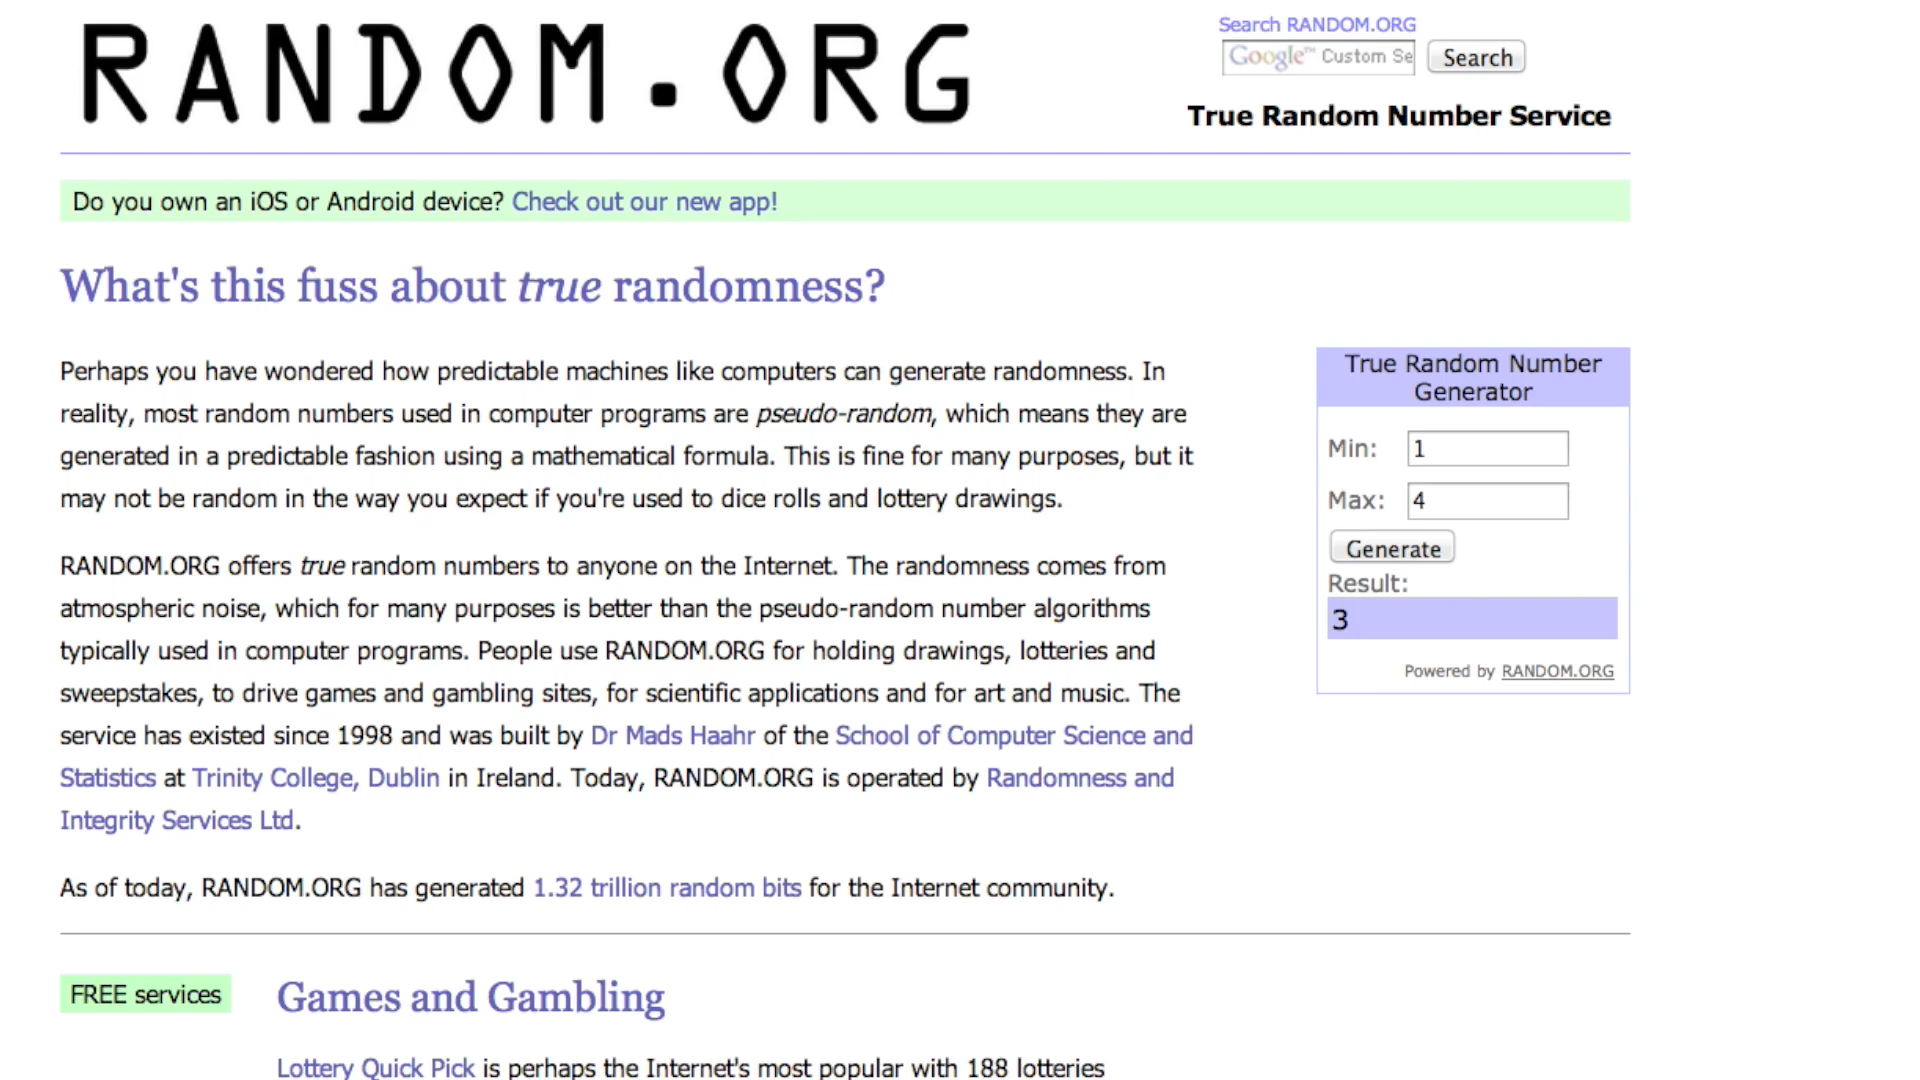 RANDOM.ORG
Search RANDOM.ORG
Google™ Custom Se
Search
True Random Number Service
Do you own an iOS or Android device? Check out our new app!
What's this fuss about true randomness?
Perhaps you have wondered how predictable machines like computers can generate randomness. In
reality, most random numbers used in computer programs are pseudo-random, which means they are
generated in a predictable fashion using a mathematical formula. This is fine for many purposes, but it
may not be random in the way you expect if you're used to dice rolls and lottery drawings.
RANDOM.ORG offers true random numbers to anyone on the Internet. The randomness comes from
atmospheric noise, which for many purposes is better than the pseudo-random number algorithms
typically used in computer programs. People use RANDOM.ORG for holding drawings, lotteries and
sweepstakes, to drive games and gambling sites, for scientific applications and for art and music. The
service has existed since 1998 and was built by Dr Mads Haahr of the School of Computer Science and
Statistics at Trinity College, Dublin in Ireland. Today, RANDOM.ORG is operated by Randomness and
Integrity Services Ltd.
As of today, RANDOM.ORG has generated 1.32 trillion random bits for the Internet community.
True Random Number
Generator
Min: 1
Max: 4
Generate
Result:
3
Powered by RANDOM.ORG
FREE services
Games and Gambling
Lottery Quick Pick is perhaps the Internet's most popular with 188 lotteries